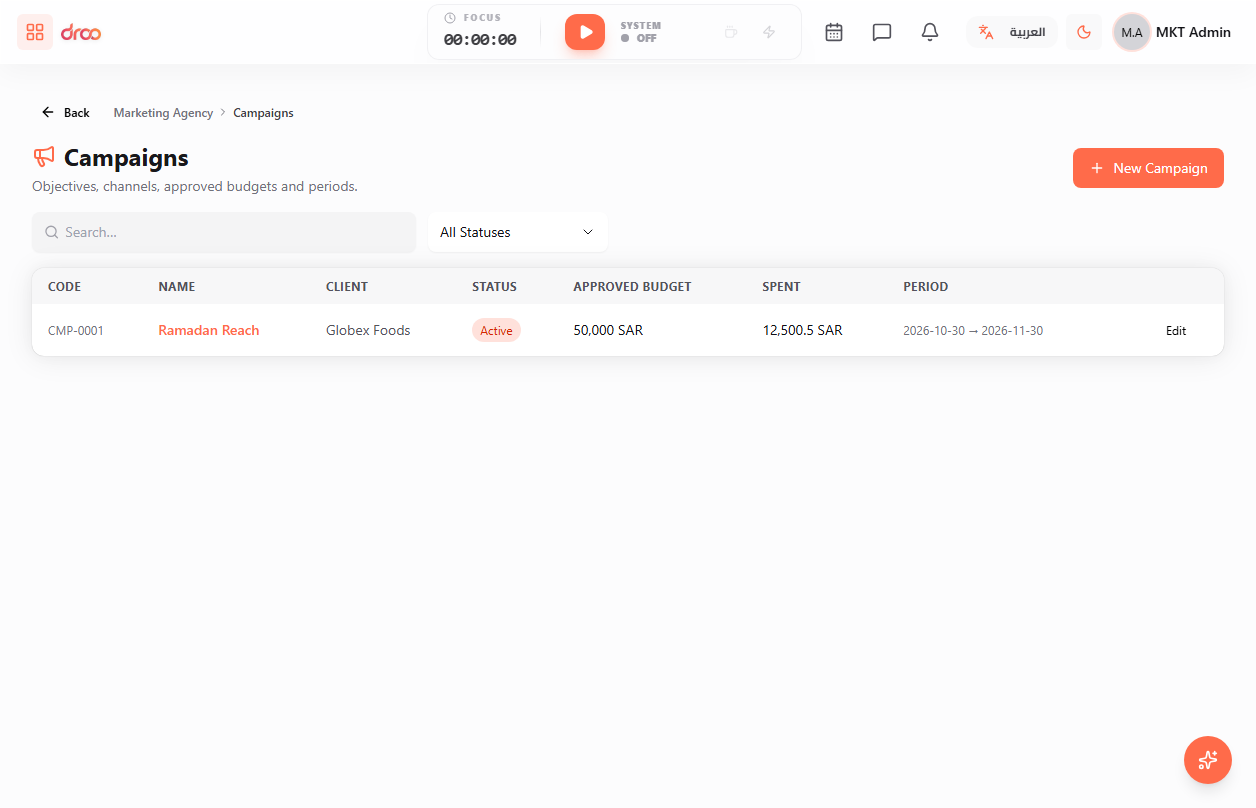 droo
FOCUS
00:00:00
SYSTEM
OFF
العربية
M.A
MKT Admin
Back
Marketing Agency
Campaigns
Campaigns
Objectives, channels, approved budgets and periods.
+ New Campaign
Search...
All Statuses
CODE NAME CLIENT STATUS APPROVED BUDGET SPENT PERIOD
CMP-0001 Ramadan Reach Globex Foods Active 50,000 SAR 12,500.5 SAR 2026-10-30 → 2026-11-30 Edit